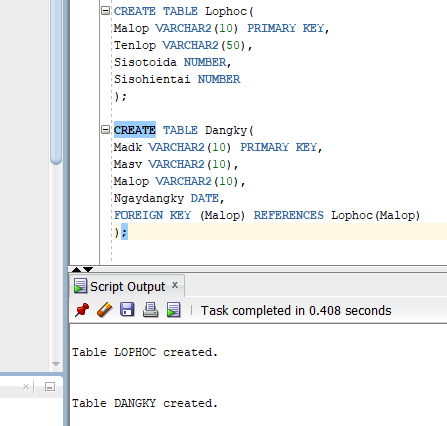 CREATE TABLE Lophoc(
Malop VARCHAR2(10) PRIMARY KEY,
Tenlop VARCHAR2(50),
Sisotoida NUMBER,
Sisohientai NUMBER
);
CREATE TABLE Dangky(
Madk VARCHAR2(10) PRIMARY KEY,
Masv VARCHAR2(10),
Malop VARCHAR2(10),
Ngaydangky DATE,
FOREIGN KEY (Malop) REFERENCES Lophoc(Malop)
);
Script Output x
Task completed in 0.408 seconds
Table LOPHOC created.
Table DANGKY created.